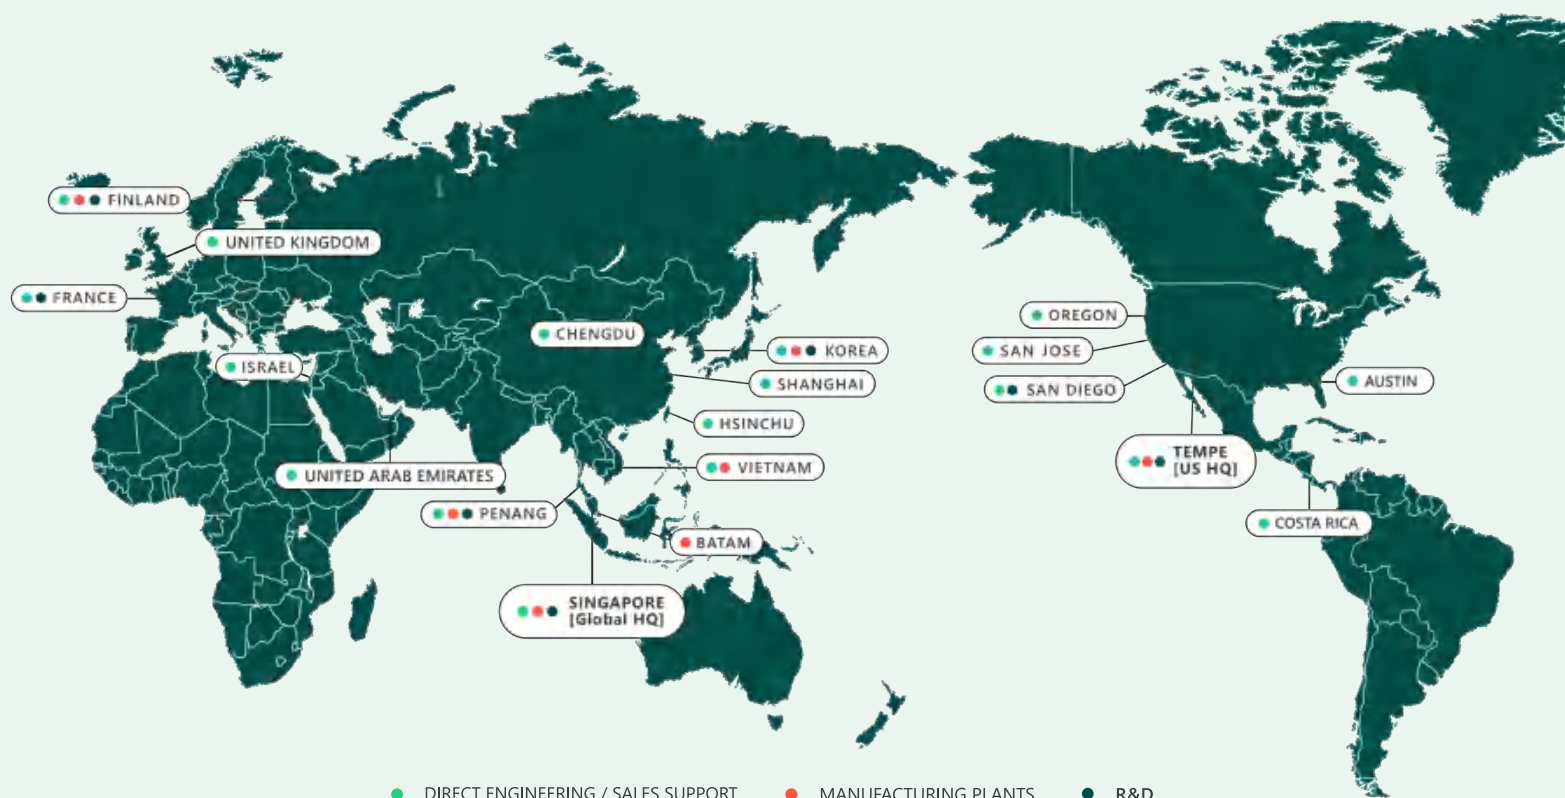 FINLAND
UNITED KINGDOM
FRANCE
CHENGDU
KOREA
ISRAEL
SHANGHAI
HSINCHU
UNITED ARAB EMIRATES
VIETNAM
PENANG
BATAM
SINGAPORE
[Global HQ]
OREGON
SAN JOSE
SAN DIEGO
AUSTIN
TEMPE
[US HQ]
COSTA RICA
DIRECT ENGINEERING / SALES SUPPORT
MANUFACTURING PLANTS
R&D